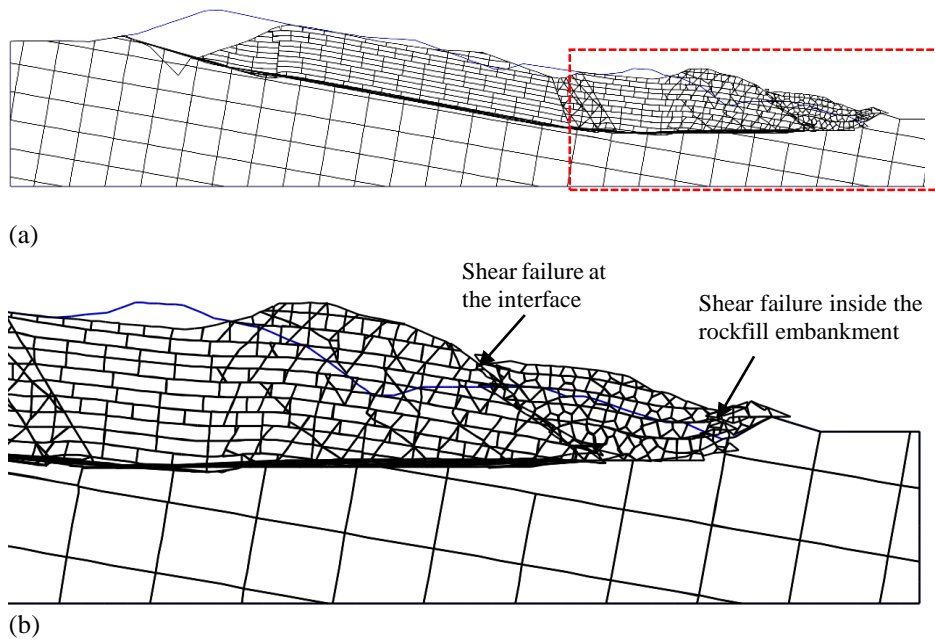 (a)
Shear failure at
the interface
Shear failure inside the
rockfill embankment
(b)